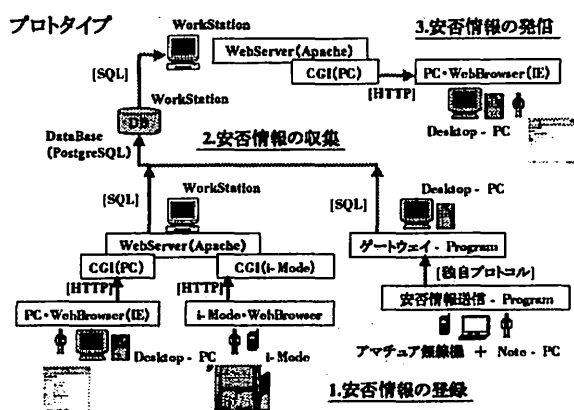 プロトタイプ
WorkStation
WebServer(Apache)
CGI(PC)
3.安否情報の発信
[HTTP]
PC・WebBrowser(IE)
Desktop - PC
[SQL]
WorkStation
DB
DataBase
(PostgreSQL)
2.安否情報の収集
[SQL]
WorkStation
WebServer(Apache)
CGI(PC)
CGI(i-Mode)
[HTTP]
[HTTP]
PC・WebBrowser(IE)
i-Mode・WebBrowser
Desktop - PC
i-Mode
[SQL]
Desktop - PC
ゲートウェイ - Program
[独自プロトコル]
安否情報送信 - Program
アマチュア無線機 + Note - PC
1.安否情報の登録